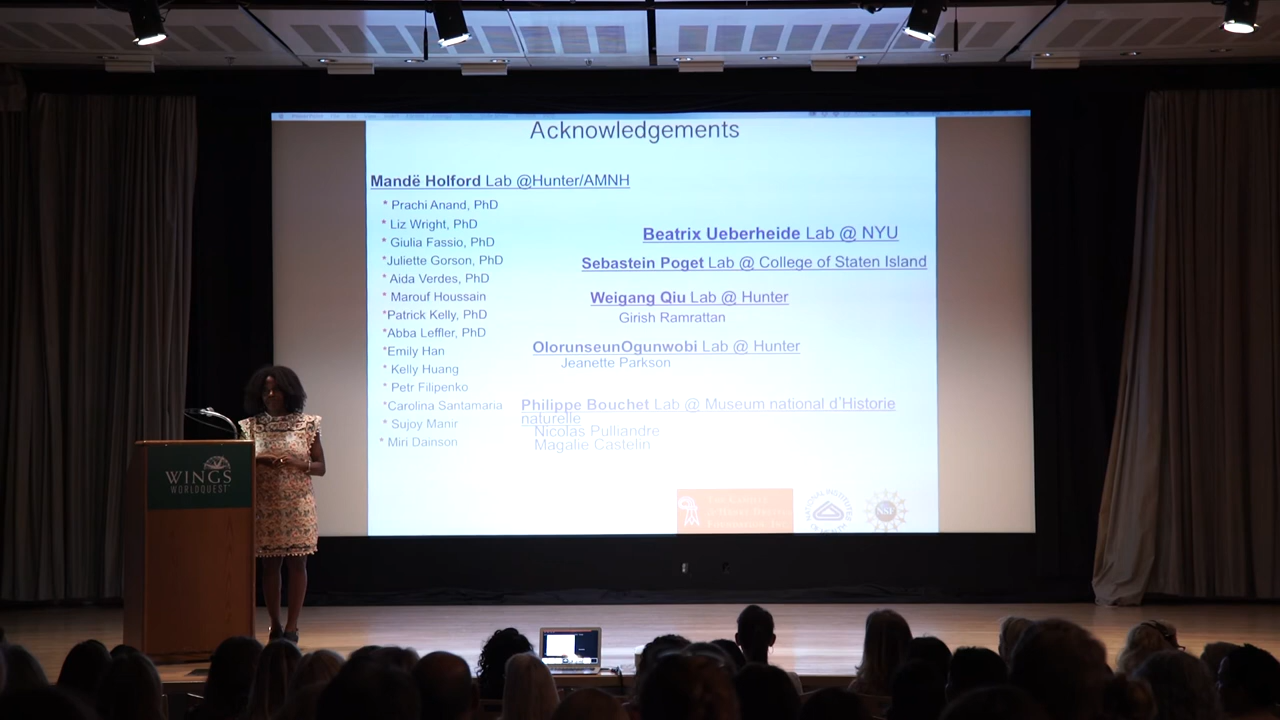 Acknowledgements
Mandë Holford Lab @Hunter/AMNH
* Prachi Anand, PhD
* Liz Wright, PhD
* Giulia Fassio, PhD
*Juliette Gorson, PhD
* Aida Verdes, PhD
* Marouf Houssain
*Patrick Kelly, PhD
*Abba Leffler, PhD
*Emily Han
* Kelly Huang
* Petr Filipenko
*Carolina Santamaria
* Sujoy Manir
* Miri Dainson
Beatrix Ueberheide Lab @ NYU
Sebastein Poget Lab @ College of Staten Island
Weigang Qiu Lab @ Hunter
Girish Ramrattan
OlorunseunOgunwobi Lab @ Hunter
Jeanette Parkson
Philippe Bouchet Lab @ Museum national d'Historie
naturelle
Nicolas Pulliandre
Magalie Castelin
NSF
WINGS
WORLDQUEST